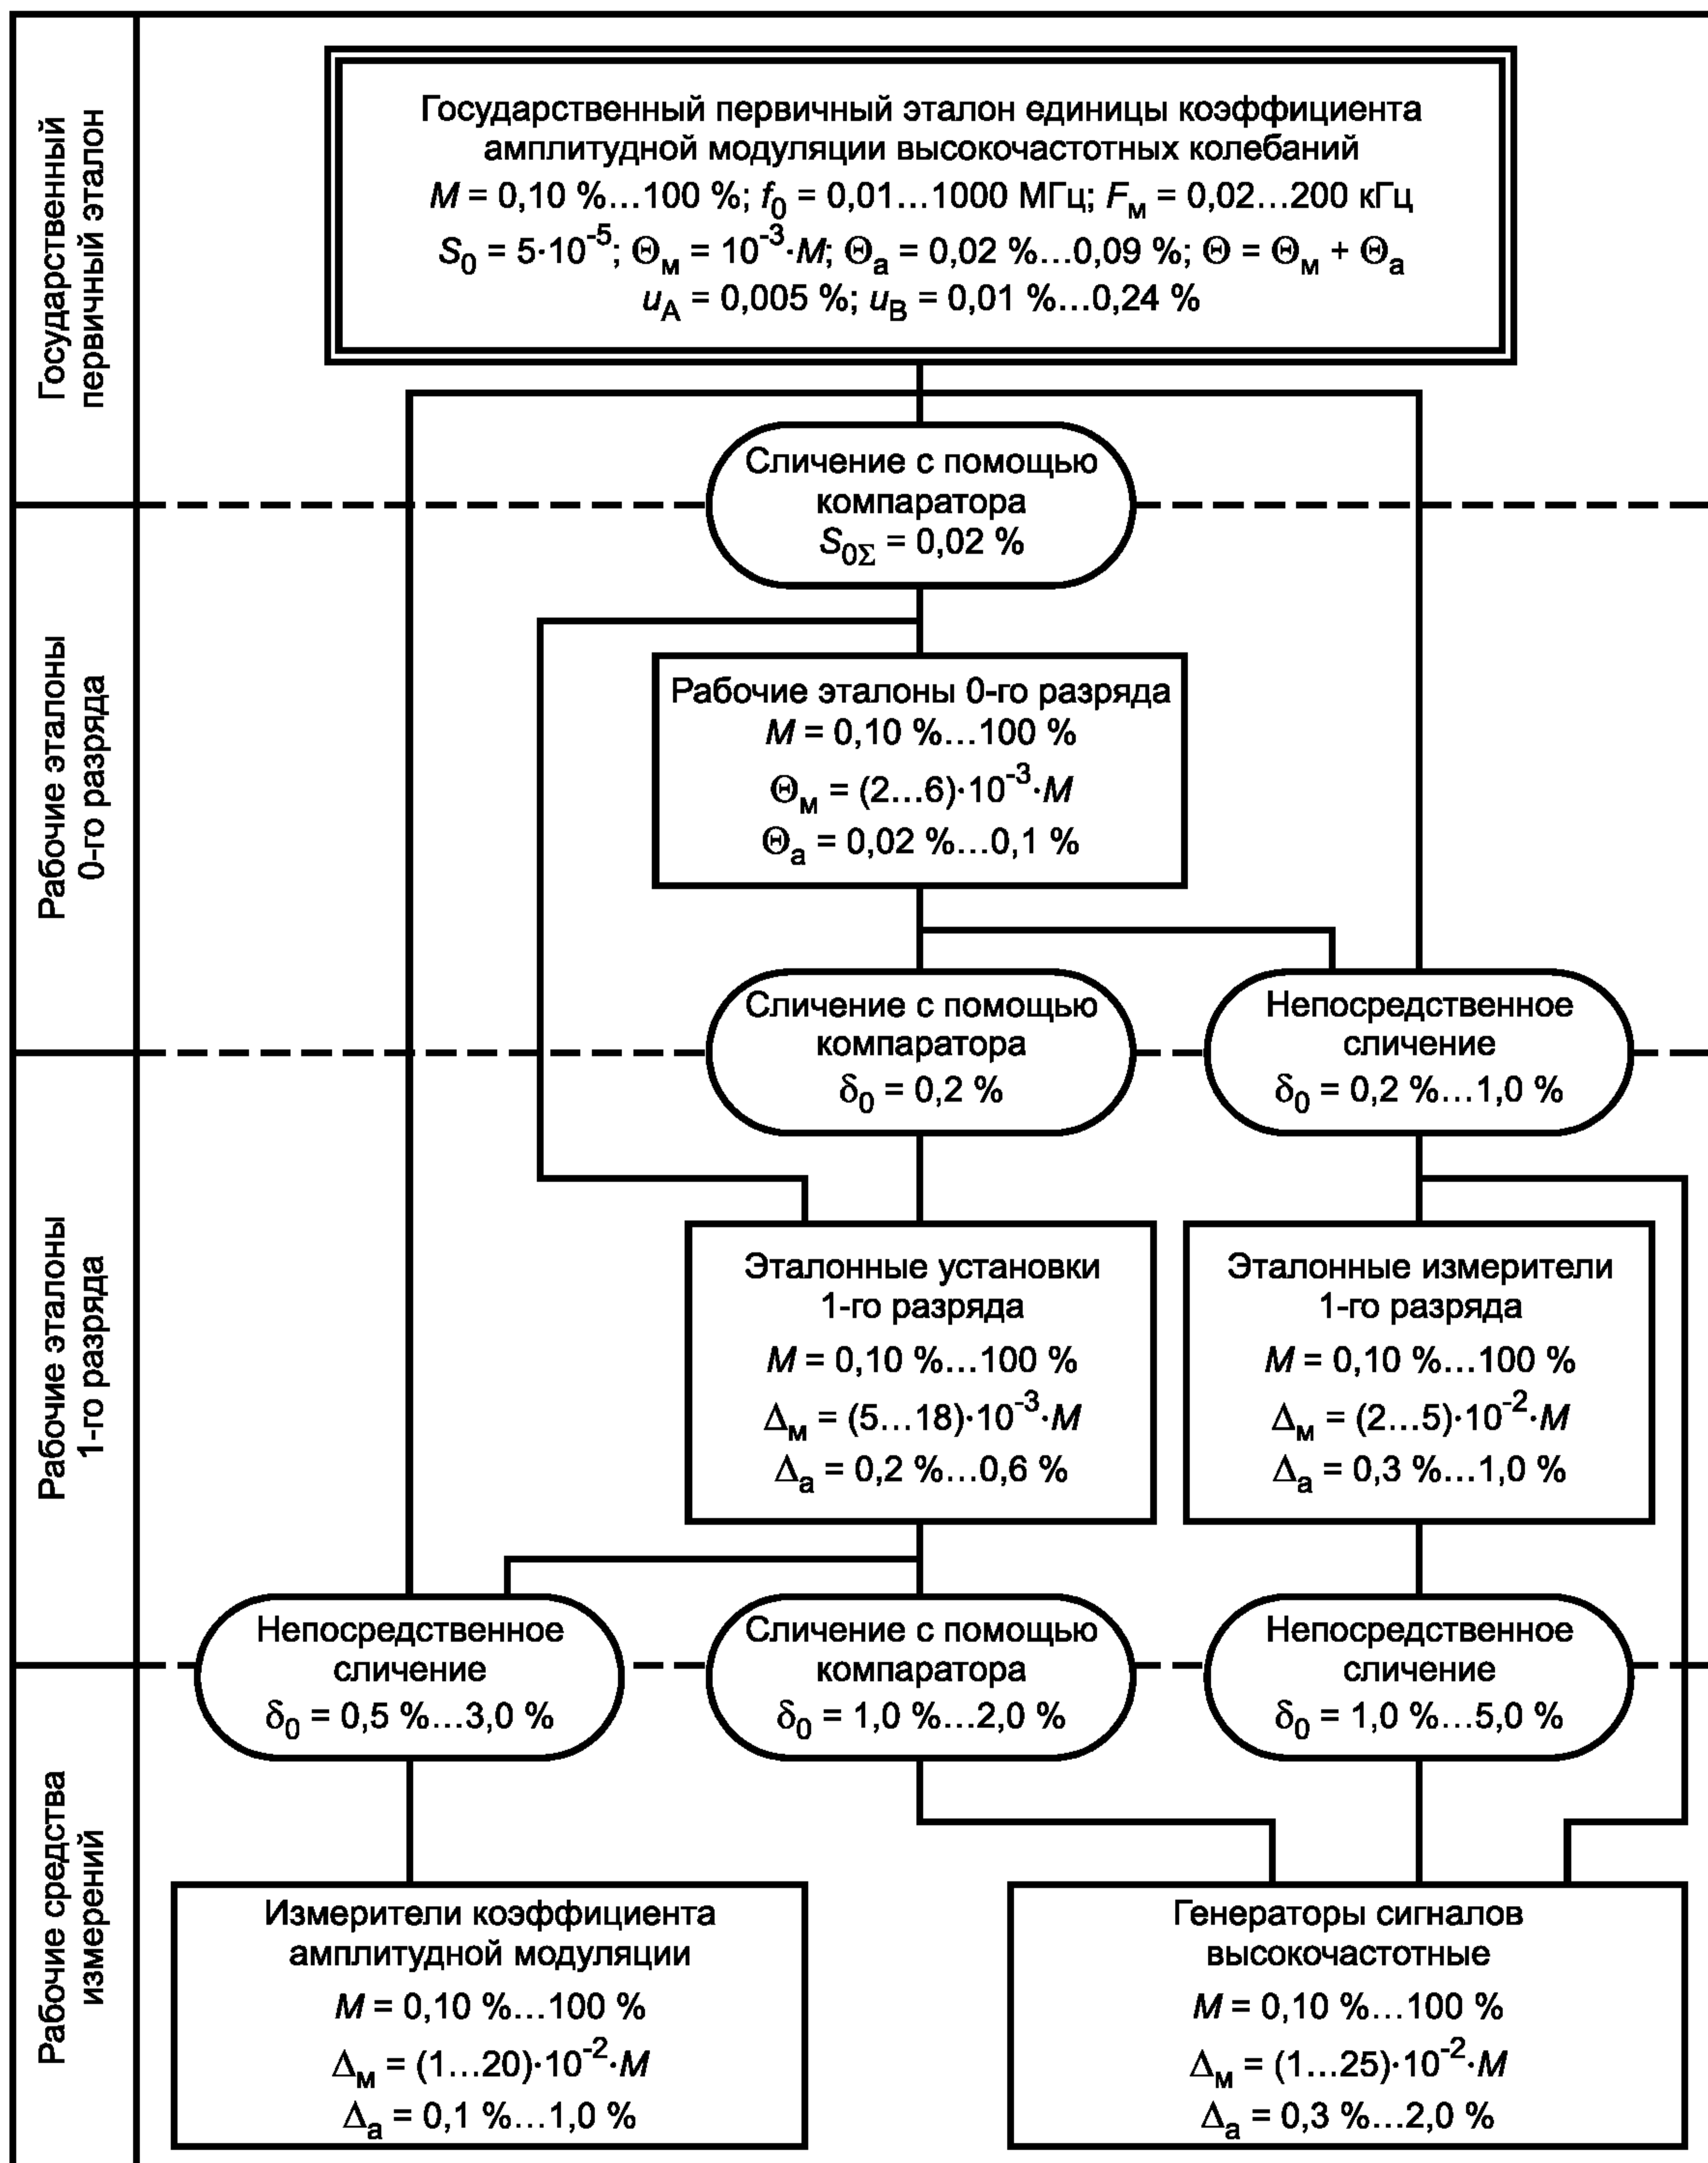 Государственный
первичный эталон
Государственный первичный эталон единицы коэффициента
амплитудной модуляции высокочастотных колебаний
M = 0,10 %...100 %; f₀ = 0,01...1000 МГц; Fм = 0,02...200 кГц
S₀ = 5·10⁻⁵; Θм = 10⁻³·M; Θа = 0,02 %...0,09 %; Θ = Θм + Θа
uA = 0,005 %; uB = 0,01 %...0,24 %
Сличение с помощью
компаратора
S₀Σ = 0,02 %
Рабочие эталоны
0-го разряда
Рабочие эталоны 0-го разряда
M = 0,10 %...100 %
Θм = (2...6)·10⁻³·M
Θа = 0,02 %...0,1 %
Сличение с помощью
компаратора
δ₀ = 0,2 %
Непосредственное
сличение
δ₀ = 0,2 %...1,0 %
Рабочие эталоны
1-го разряда
Эталонные установки
1-го разряда
M = 0,10 %...100 %
Δм = (5...18)·10⁻³·M
Δа = 0,2 %...0,6 %
Эталонные измерители
1-го разряда
M = 0,10 %...100 %
Δм = (2...5)·10⁻²·M
Δа = 0,3 %...1,0 %
Непосредственное
сличение
δ₀ = 0,5 %...3,0 %
Сличение с помощью
компаратора
δ₀ = 1,0 %...2,0 %
Непосредственное
сличение
δ₀ = 1,0 %...5,0 %
Рабочие средства
измерений
Измерители коэффициента
амплитудной модуляции
M = 0,10 %...100 %
Δм = (1...20)·10⁻²·M
Δа = 0,1 %...1,0 %
Генераторы сигналов
высокочастотные
M = 0,10 %...100 %
Δм = (1...25)·10⁻²·M
Δа = 0,3 %...2,0 %